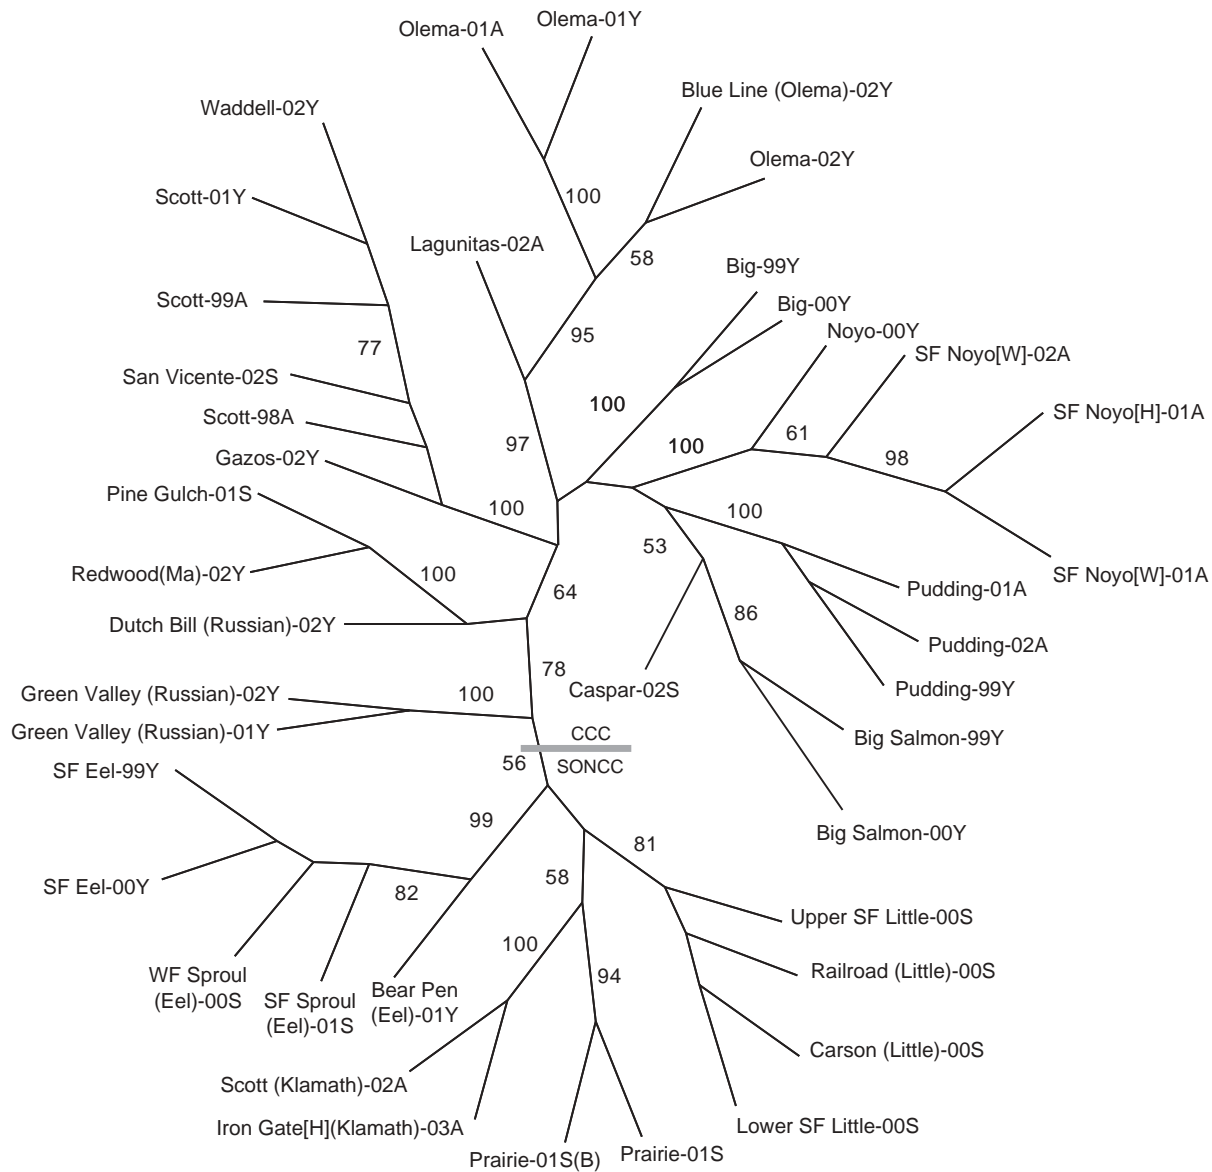 Olema-01Y
Olema-01A
Blue Line (Olema)-02Y
Waddell-02Y
Olema-02Y
Scott-01Y
100
Lagunitas-02A
58
Big-99Y
Scott-99A
Big-00Y
Noyo-00Y
95
77
SF Noyo[W]-02A
San Vicente-02S
100
SF Noyo[H]-01A
Scott-98A
61
97
100
Gazos-02Y
98
Pine Gulch-01S
100
100
53
Redwood(Ma)-02Y
100
SF Noyo[W]-01A
64
Pudding-01A
Dutch Bill (Russian)-02Y
86
Pudding-02A
78
Caspar-02S
Pudding-99Y
Green Valley (Russian)-02Y
100
Green Valley (Russian)-01Y
CCC
Big Salmon-99Y
56
SONCC
SF Eel-99Y
99
Big Salmon-00Y
81
SF Eel-00Y
82
58
Upper SF Little-00S
100
Railroad (Little)-00S
WF Sproul
(Eel)-00S
SF Sproul
(Eel)-01S
Bear Pen
(Eel)-01Y
94
Carson (Little)-00S
Scott (Klamath)-02A
Iron Gate[H](Klamath)-03A
Lower SF Little-00S
Prairie-01S(B)
Prairie-01S